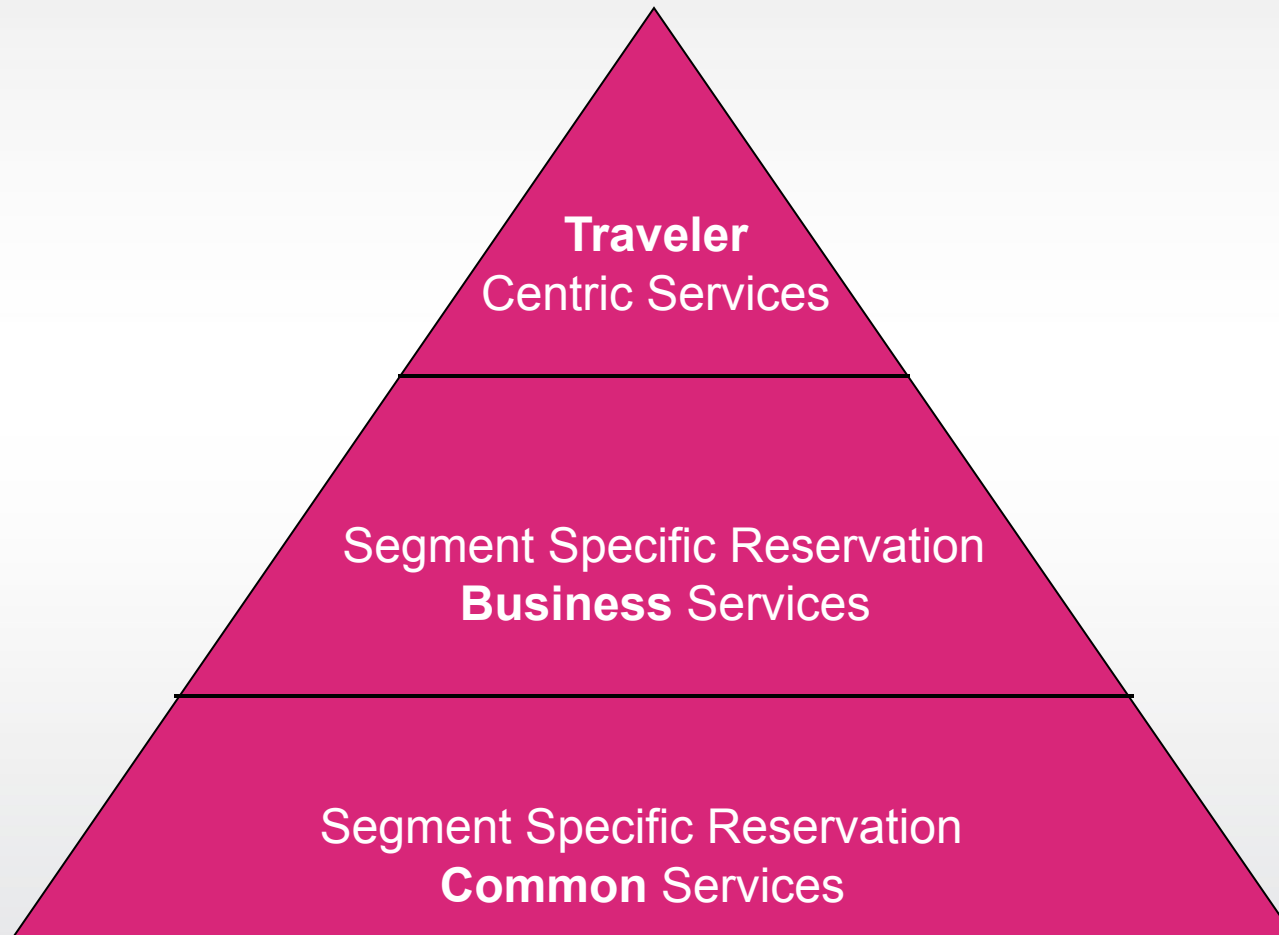 Traveler
Centric Services
Segment Specific Reservation
Business Services
Segment Specific Reservation
Common Services